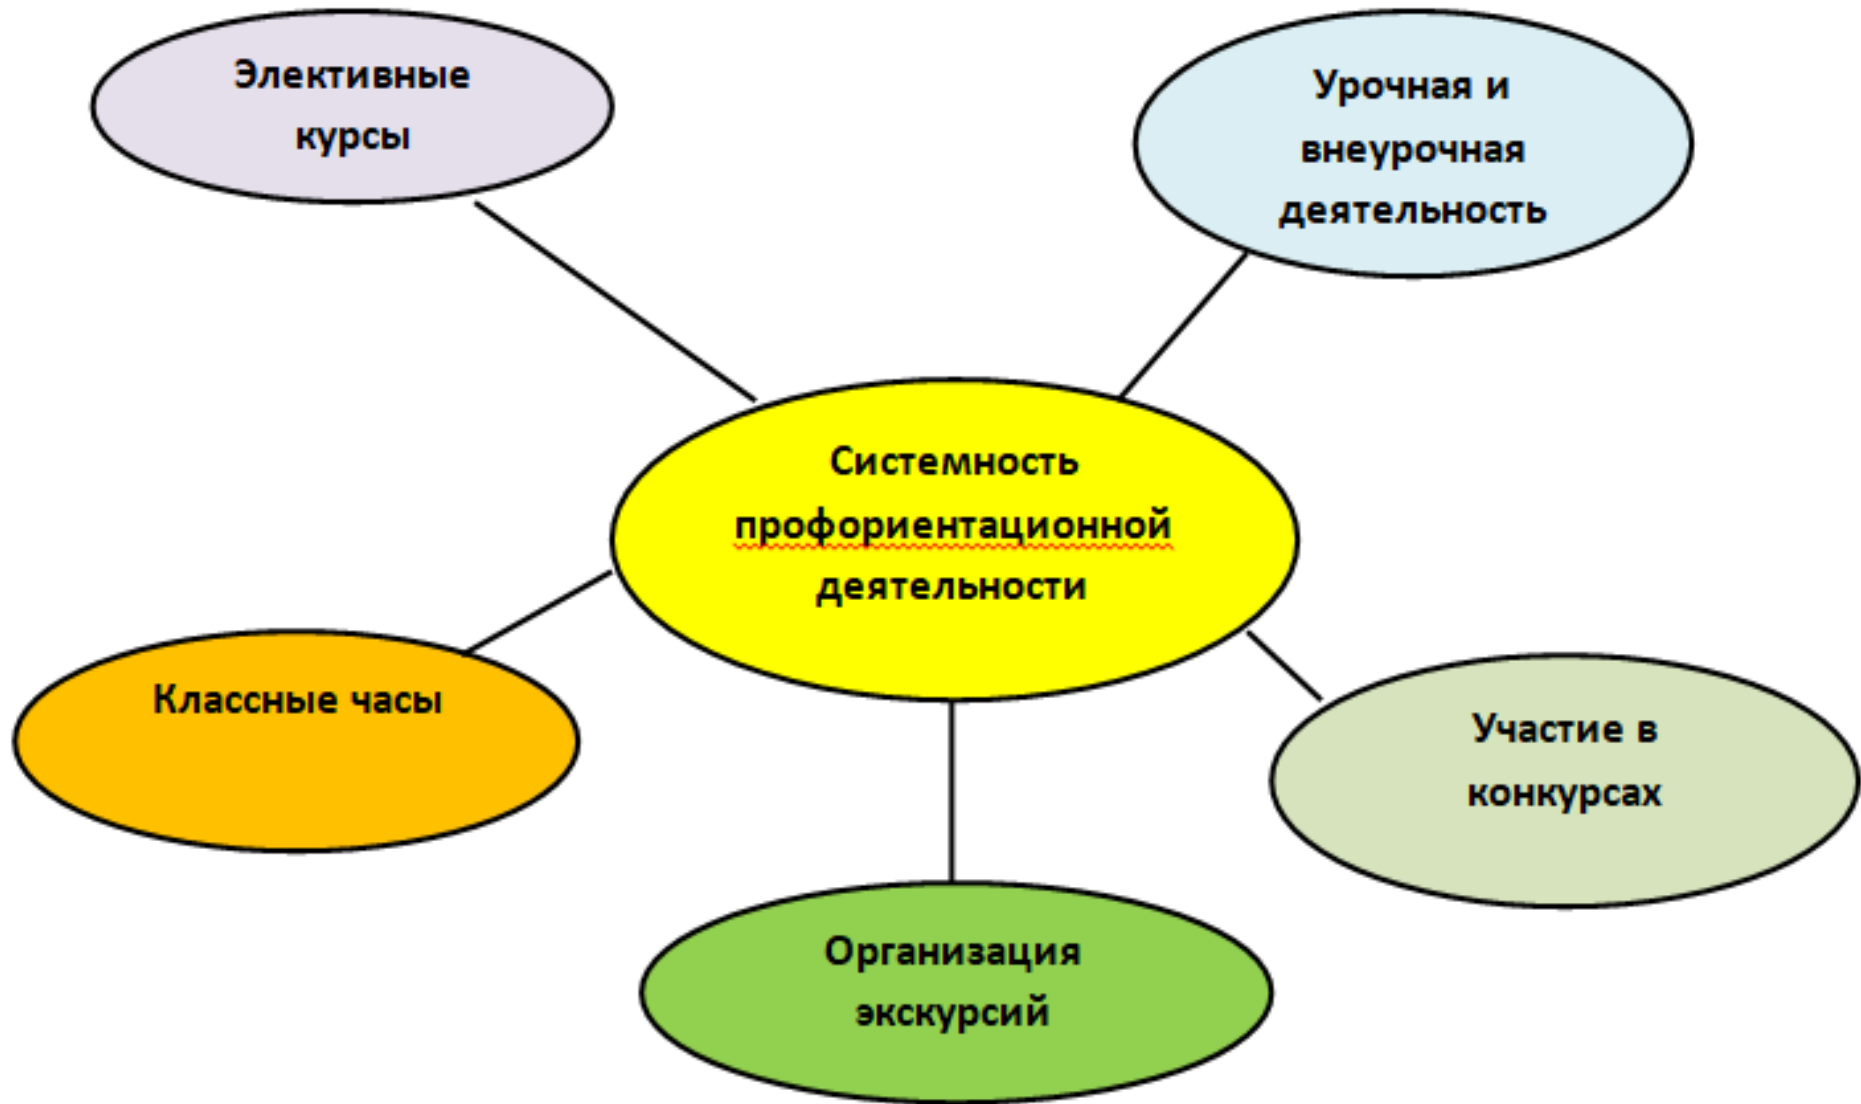 Элективные
курсы
Урочная и
внеурочная
деятельность
Системность
профориентационной
деятельности
Классные часы
Участие в
конкурсах
Организация
экскурсий